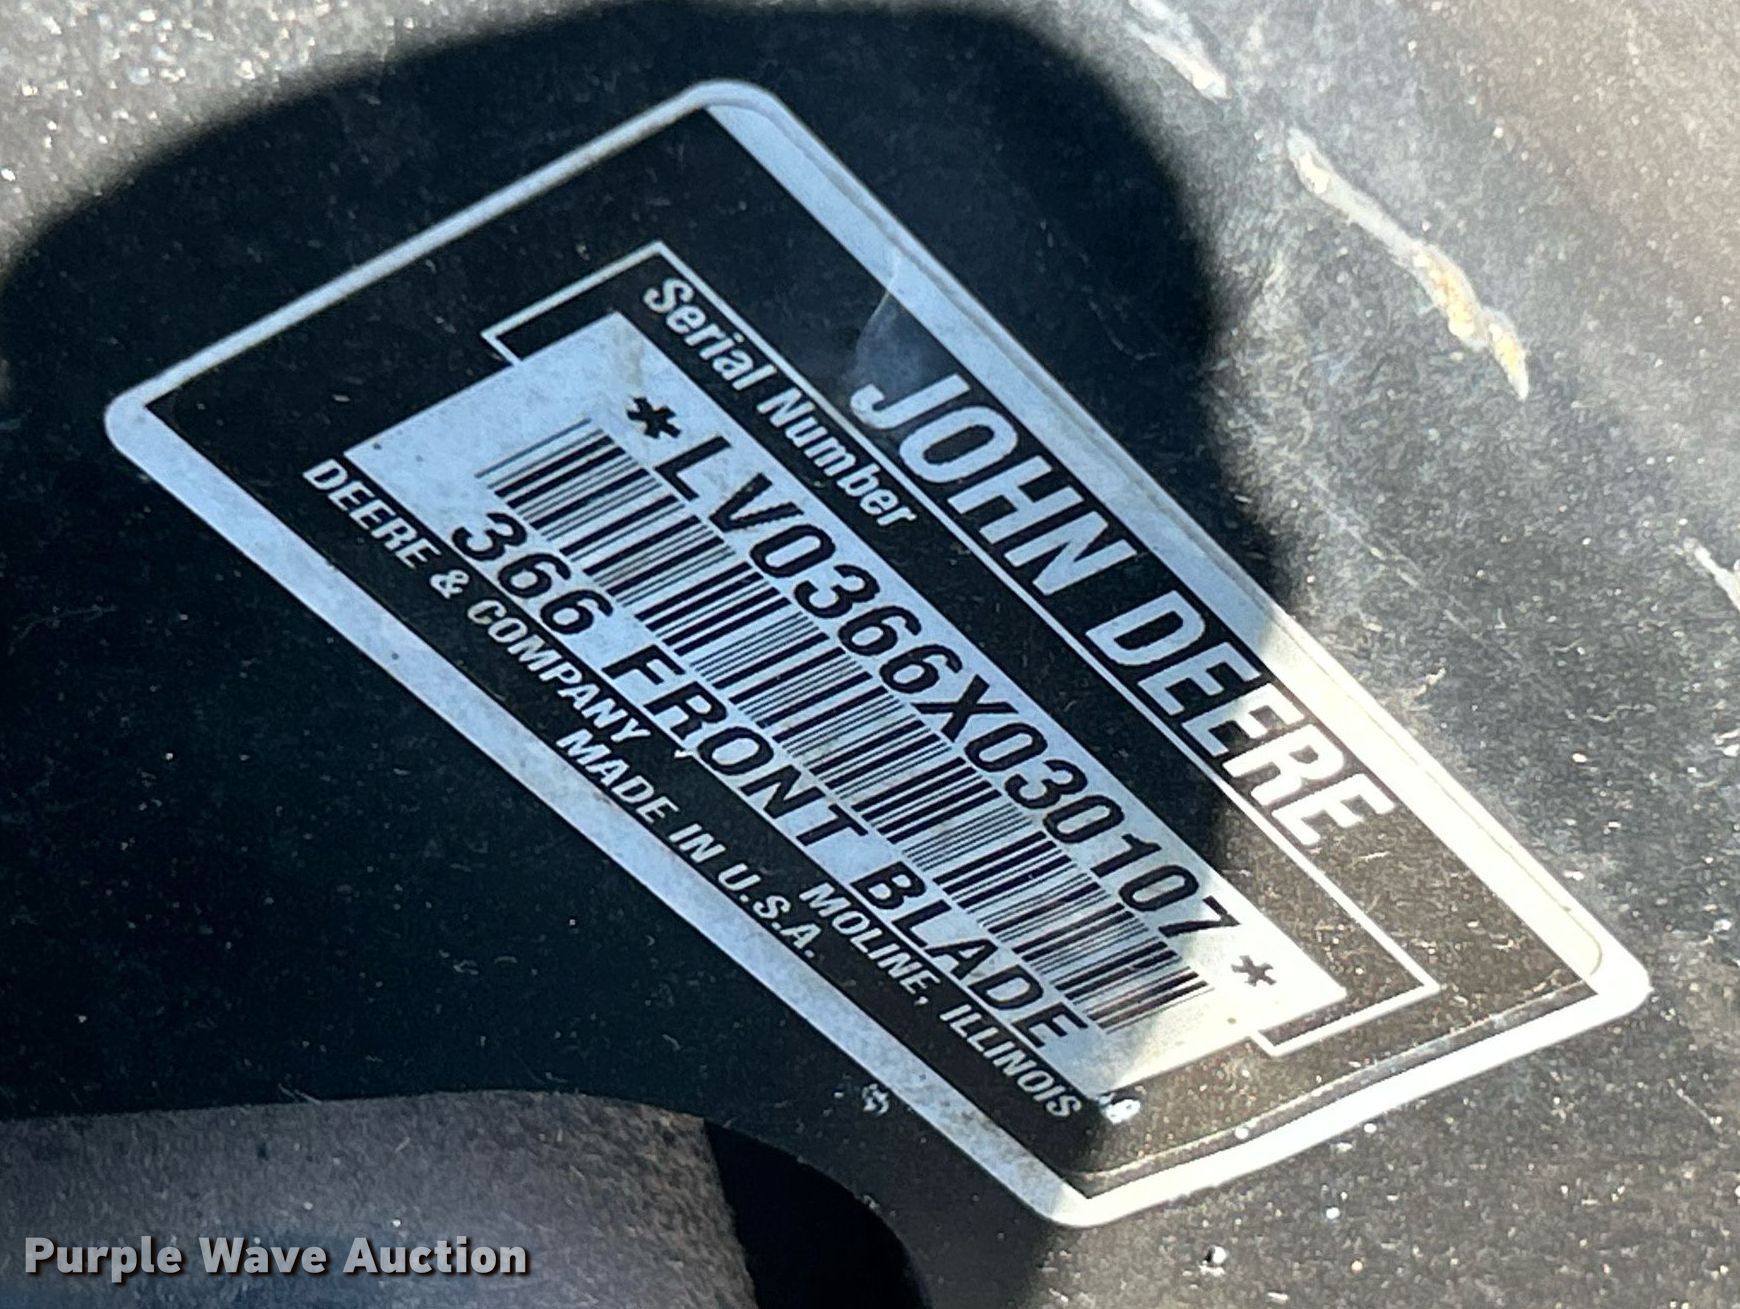 JOHN DEERE
Serial Number
*LV0366X030107*
366 FRONT BLADE
DEERE & COMPANY MOLINE, ILLINOIS
MADE IN U.S.A.
Purple Wave Auction